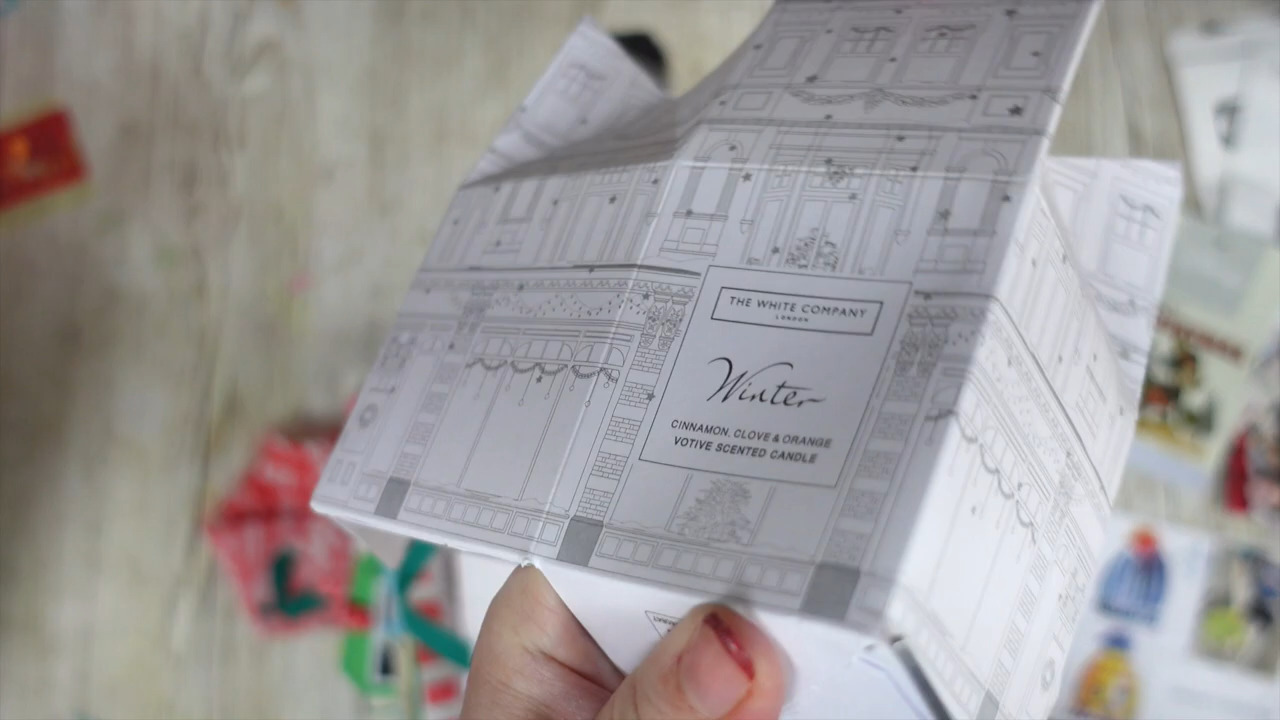 THE WHITE COMPANY
LONDON
Winter
CINNAMON, CLOVE & ORANGE
VOTIVE SCENTED CANDLE